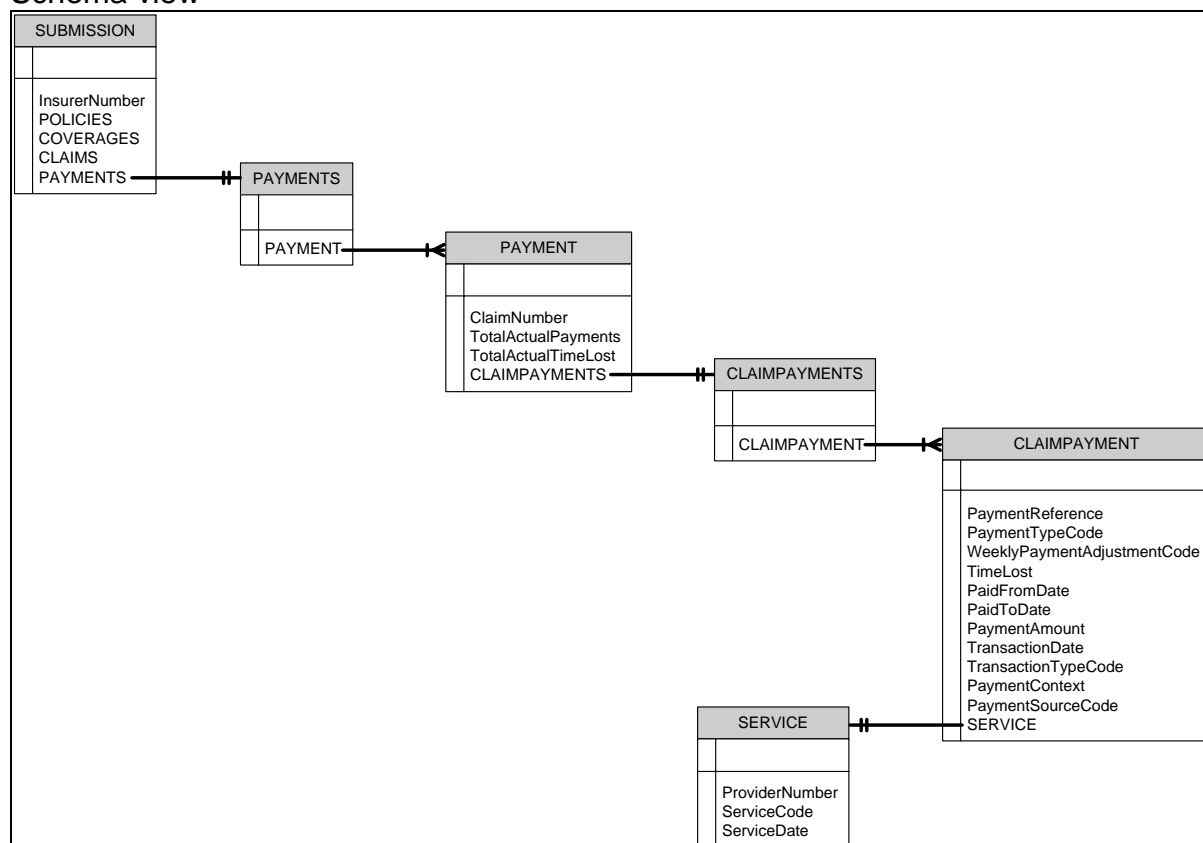 Schema view
SUBMISSION
InsurerNumber
POLICIES
COVERAGES
CLAIMS
PAYMENTS
PAYMENTS
PAYMENT
PAYMENT
ClaimNumber
TotalActualPayments
TotalActualTimeLost
CLAIMPAYMENTS
CLAIMPAYMENTS
CLAIMPAYMENT
CLAIMPAYMENT
PaymentReference
PaymentTypeCode
WeeklyPaymentAdjustmentCode
TimeLost
PaidFromDate
PaidToDate
PaymentAmount
TransactionDate
TransactionTypeCode
PaymentContext
PaymentSourceCode
SERVICE
SERVICE
ProviderNumber
ServiceCode
ServiceDate